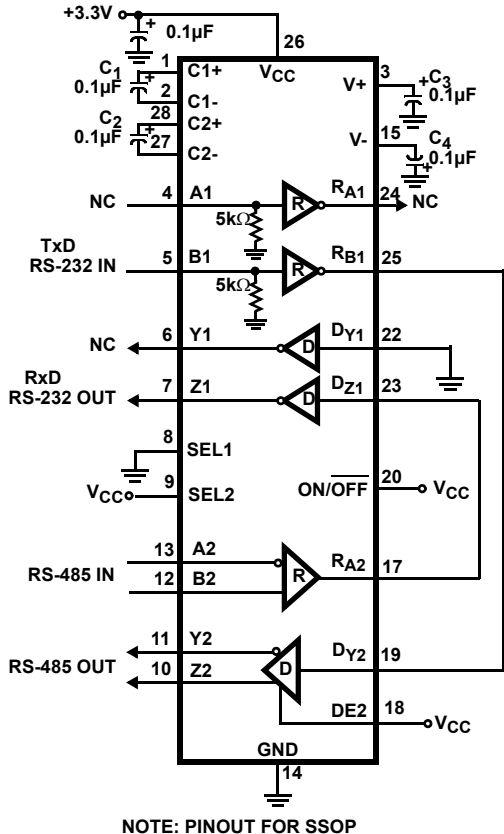 +3.3V
0.1µF
26
1
C1
0.1µF
2
C1+
C1-
VCC
28
C2
0.1µF
27
C2+
C2-
3
V+
C3
0.1µF
15
V-
C4
0.1µF
NC
4
A1
R
RA1
24
NC
5kΩ
TxD
RS-232 IN
5
B1
R
RB1
25
5kΩ
NC
6
Y1
D
DY1
22
RxD
RS-232 OUT
7
Z1
D
DZ1
23
8
SEL1
VCC
9
SEL2
ON/OFF
20
VCC
RS-485 IN
13
A2
12
B2
R
RA2
17
RS-485 OUT
11
Y2
10
Z2
D
DY2
19
DE2
18
VCC
GND
14
NOTE: PINOUT FOR SSOP